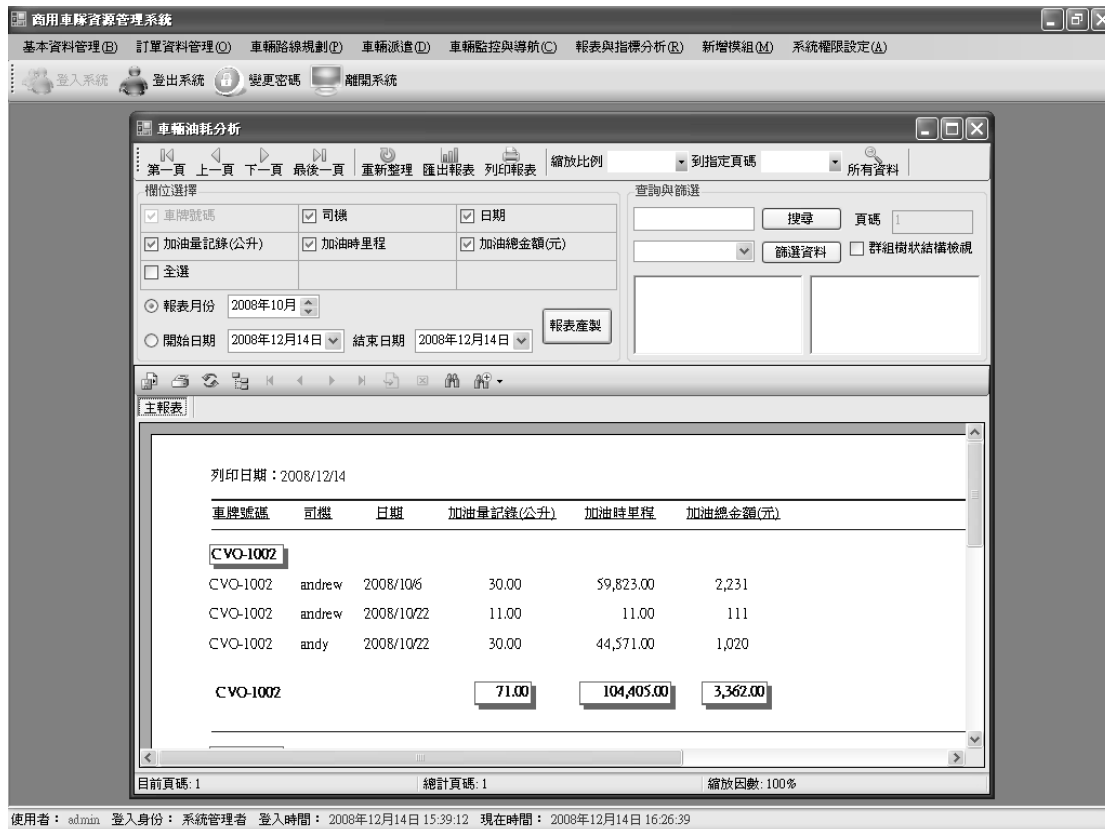 商用車隊資源管理系統
基本資料管理(B) 訂單資料管理(O) 車輛路線規劃(P) 車輛派遣(D) 車輛監控與導航(C) 報表與指標分析(R) 新增模組(M) 系統權限設定(A)
登入系統 登出系統 變更密碼 離開系統
車輛油耗分析
第一頁 上一頁 下一頁 最後一頁 重新整理 匯出報表 列印報表 縮放比例 到指定頁碼 所有資料
欄位選擇 查詢與篩選
車牌號碼 司機 日期 搜尋 頁碼 1
加油量記錄(公升) 加油時里程 加油總金額(元) 篩選資料 群組樹狀結構檢視
全選
報表月份 2008年10月
開始日期 2008年12月14日 結束日期 2008年12月14日 報表產製
主報表
列印日期：2008/12/14
車牌號碼 司機 日期 加油量記錄(公升) 加油時里程 加油總金額(元)
CVO-1002
CVO-1002 andrew 2008/10/6 30.00 59,823.00 2,231
CVO-1002 andrew 2008/10/22 11.00 11.00 111
CVO-1002 andy 2008/10/22 30.00 44,571.00 1,020
CVO-1002 71.00 104,405.00 3,362.00
目前頁碼: 1 總計頁碼: 1 縮放因數: 100%
使用者： admin 登入身份： 系統管理者 登入時間： 2008年12月14日 15:39:12 現在時間： 2008年12月14日 16:26:39